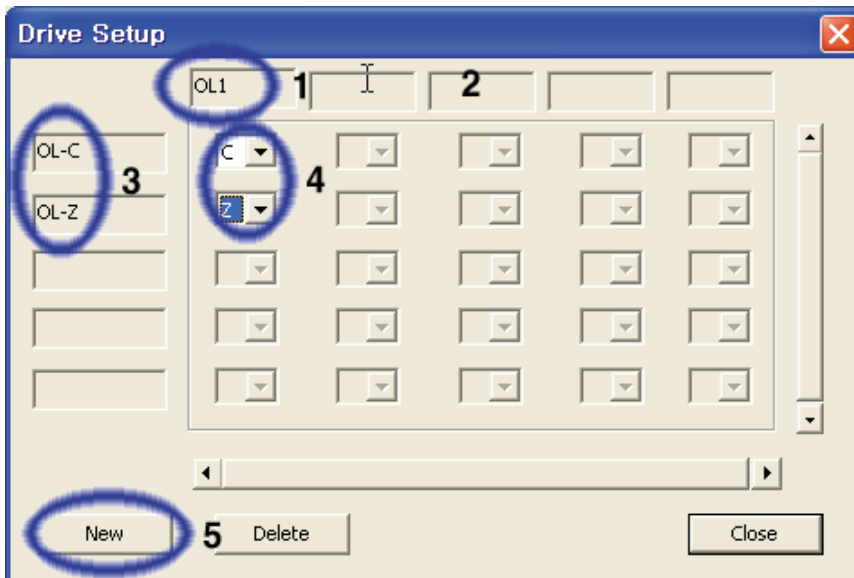 Drive Setup
OL1 1 2
OL-C C
3 4
OL-Z Z
New 5 Delete Close